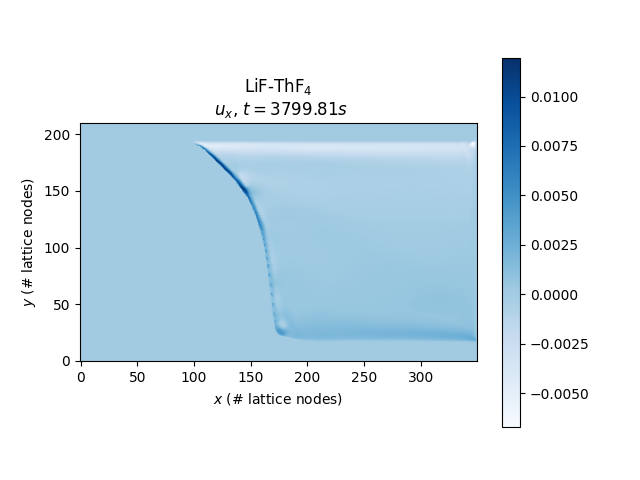 LiF-ThF₄
uₓ, t = 3799.81s
200
150
100
50
0
y (# lattice nodes)
0 50 100 150 200 250 300
x (# lattice nodes)
0.0100
0.0075
0.0050
0.0025
0.0000
−0.0025
−0.0050